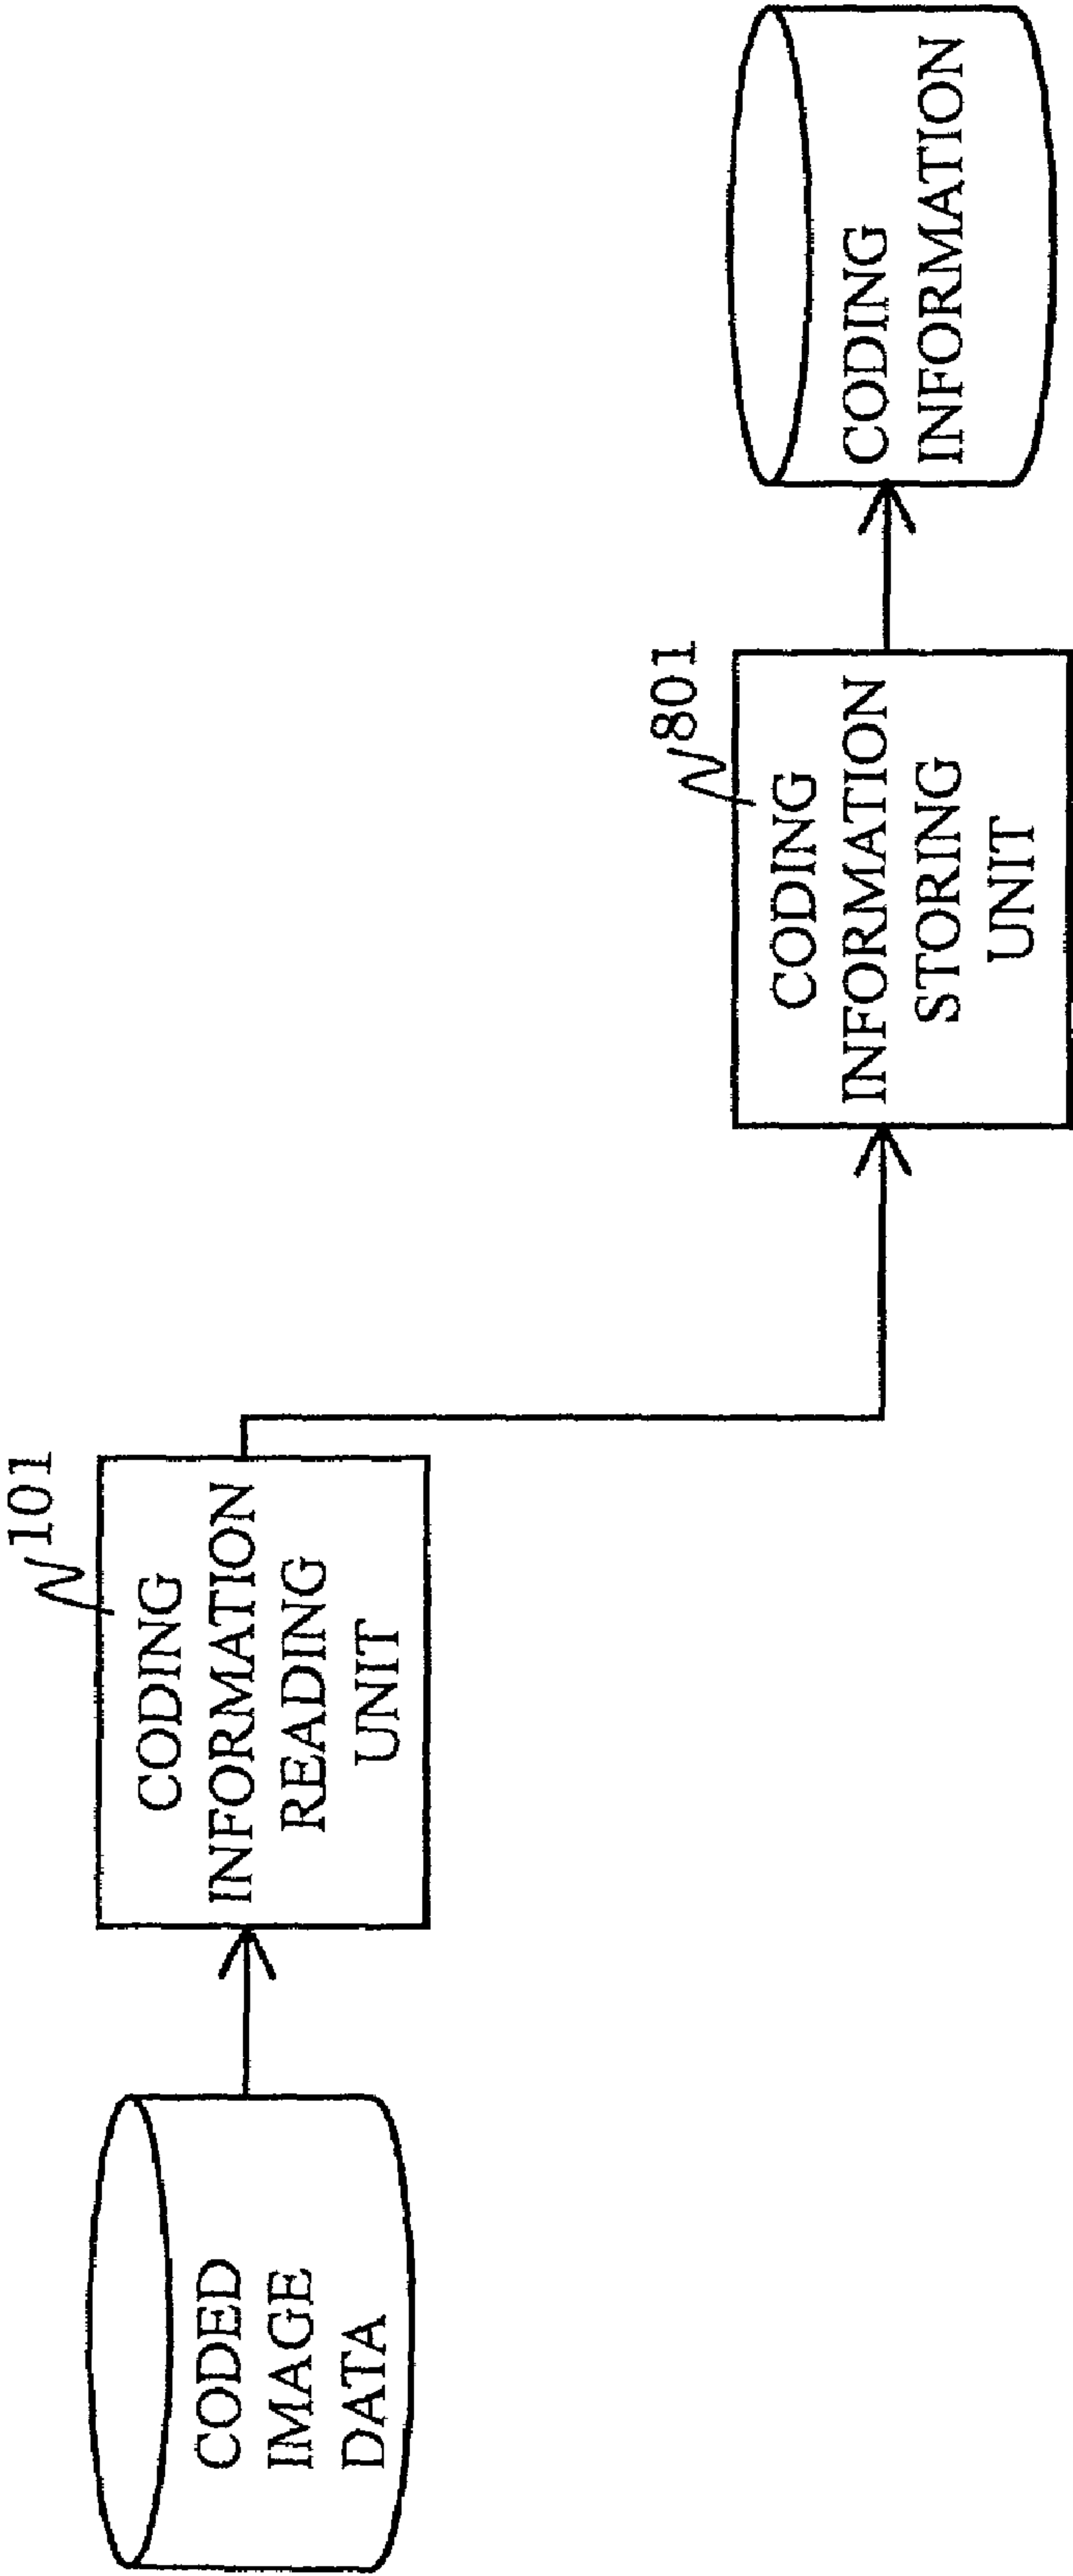 CODED
IMAGE
DATA
101
CODING
INFORMATION
READING
UNIT
801
CODING
INFORMATION
STORING
UNIT
CODING
INFORMATION